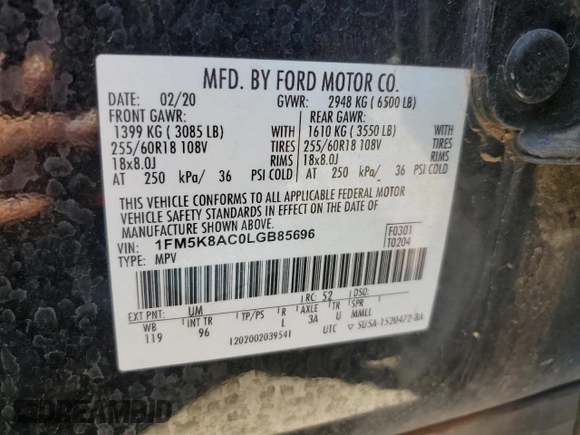 MFD. BY FORD MOTOR CO.
DATE: 02/20 GVWR: 2948 KG ( 6500 LB)
FRONT GAWR: REAR GAWR:
1399 KG ( 3085 LB) 1610 KG ( 3550 LB)
255/60R18 108V TIRES 255/60R18 108V TIRES
18x8.0J RIMS 18x8.0J RIMS
AT 250 kPa/ 36 PSI COLD AT 250 kPa/ 36 PSI COLD
THIS VEHICLE CONFORMS TO ALL APPLICABLE FEDERAL MOTOR
VEHICLE SAFETY STANDARDS IN EFFECT ON THE DATE OF
MANUFACTURE SHOWN ABOVE.
VIN: 1FM5K8AC0LGB85696 F0301
TYPE: MPV T0204
EXT PNT: UM RC: 52 DSO:
WB INT TR TP/PS R AXLE TR SPR
119 96 L 3A U MMLL
1202002039541 UTC 5U5A-1520472-BA
DREAMBID